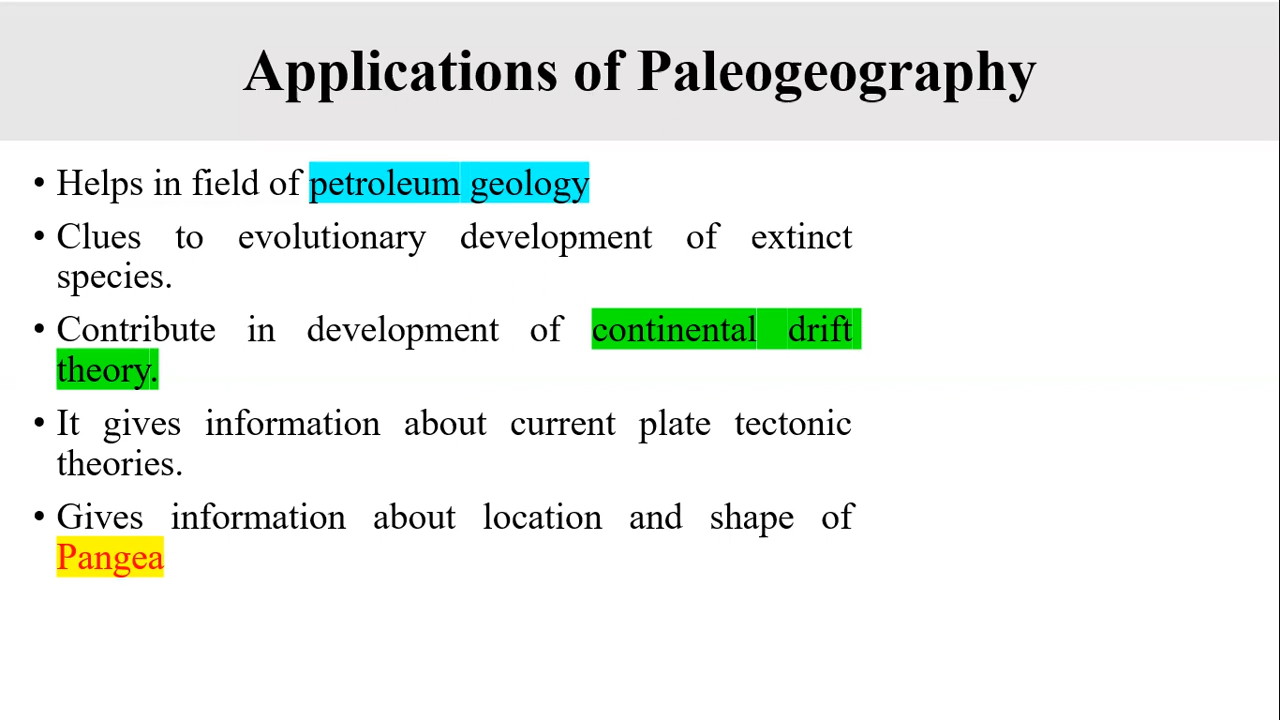 Applications of Paleogeography
• Helps in field of petroleum geology
• Clues to evolutionary development of extinct
species.
• Contribute in development of continental drift
theory.
• It gives information about current plate tectonic
theories.
• Gives information about location and shape of
Pangea